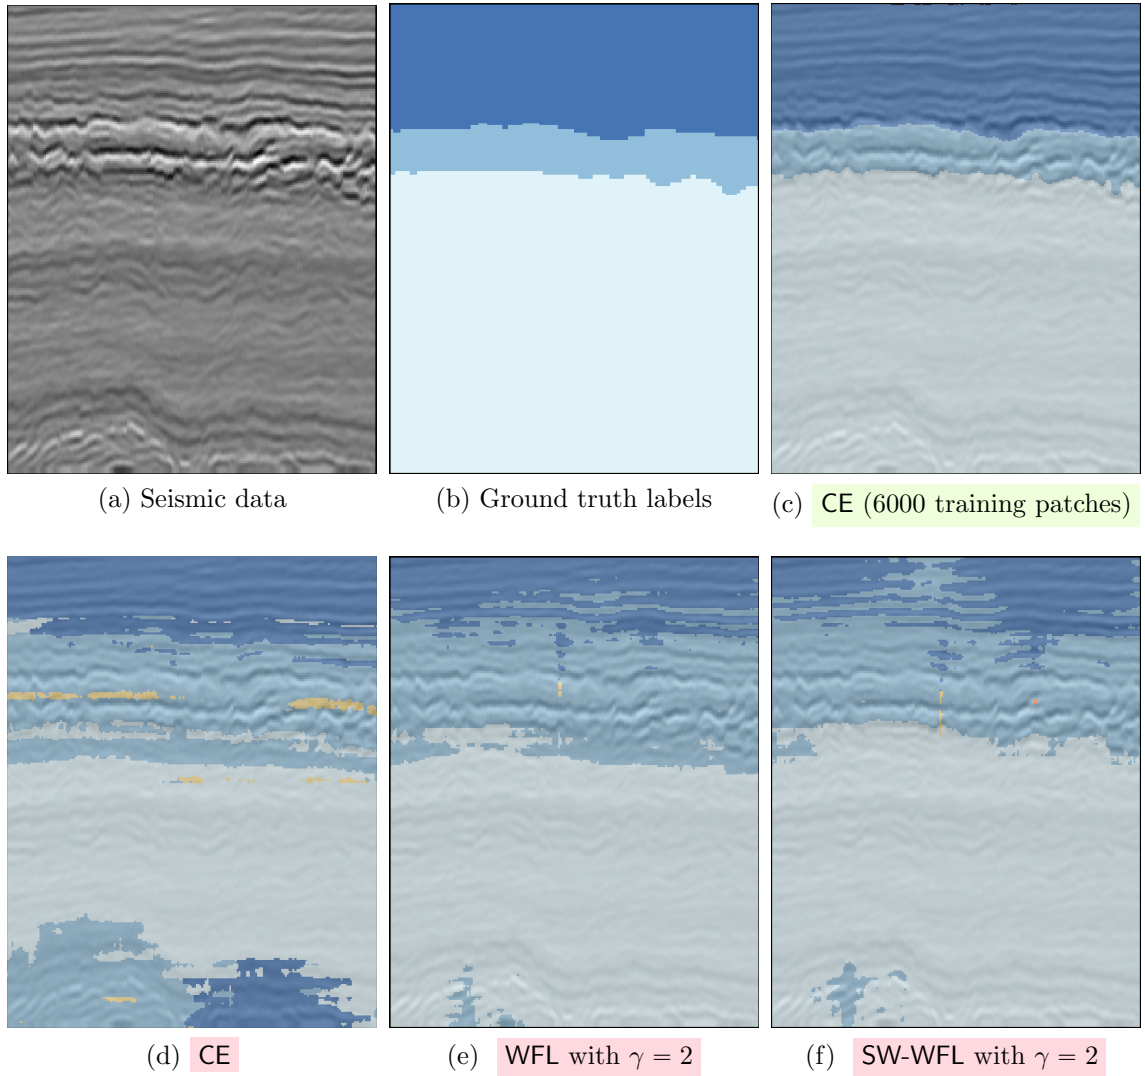 (a) Seismic data
(b) Ground truth labels
(c) CE (6000 training patches)
(d) CE
(e) WFL with γ = 2
(f) SW-WFL with γ = 2